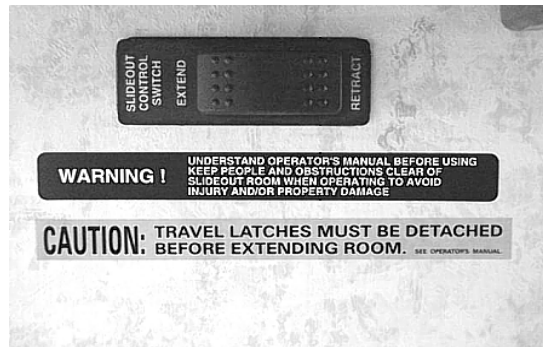 SLIDEOUT
CONTROL
SWITCH
EXTEND
RETRACT
WARNING !
UNDERSTAND OPERATOR'S MANUAL BEFORE USING
KEEP PEOPLE AND OBSTRUCTIONS CLEAR OF
SLIDEOUT ROOM WHEN OPERATING TO AVOID
INJURY AND/OR PROPERTY DAMAGE
CAUTION:
TRAVEL LATCHES MUST BE DETACHED
BEFORE EXTENDING ROOM. SEE OPERATOR'S MANUAL